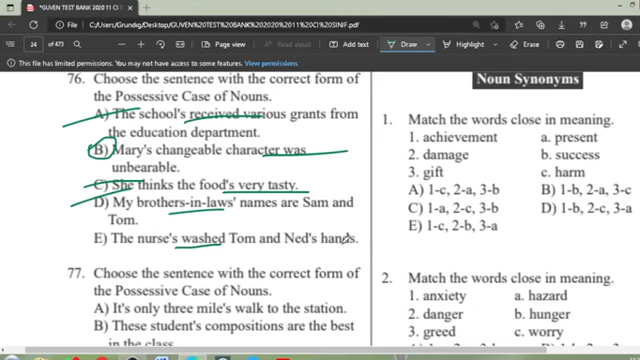 *GUVEN TEST BANK 2020 11 CI SINIF
File
C:/Users/Grundig/Desktop/GUVEN%20TEST%20BANK%202020%2011%20CI%20SINIF.pdf
24 of 473
Page view
Read aloud
Add text
Draw
Highlight
Erase
This file has limited permissions. You may not have access to some features.
View permissions
76. Choose the sentence with the correct form of
the Possessive Case of Nouns.
A) The school's received various grants from
the education department.
B) Mary's changeable character was
unbearable.
C) She thinks the food's very tasty.
D) My brothers-in-laws' names are Sam and
Tom.
E) The nurse's washed Tom and Ned's hands.
77. Choose the sentence with the correct form of
the Possessive Case of Nouns.
A) It's only three mile's walk to the station.
B) These student's compositions are the best
in the class.
Noun Synonyms
1. Match the words close in meaning.
1. achievement a. present
2. damage b. success
3. gift c. harm
A) 1-c, 2-a, 3-b B) 1-b, 2-a, 3-c
C) 1-a, 2-c, 3-b D) 1-b, 2-c, 3-a
E) 1-c, 2-b, 3-a
2. Match the words close in meaning.
1. anxiety a. hazard
2. danger b. hunger
3. greed c. worry